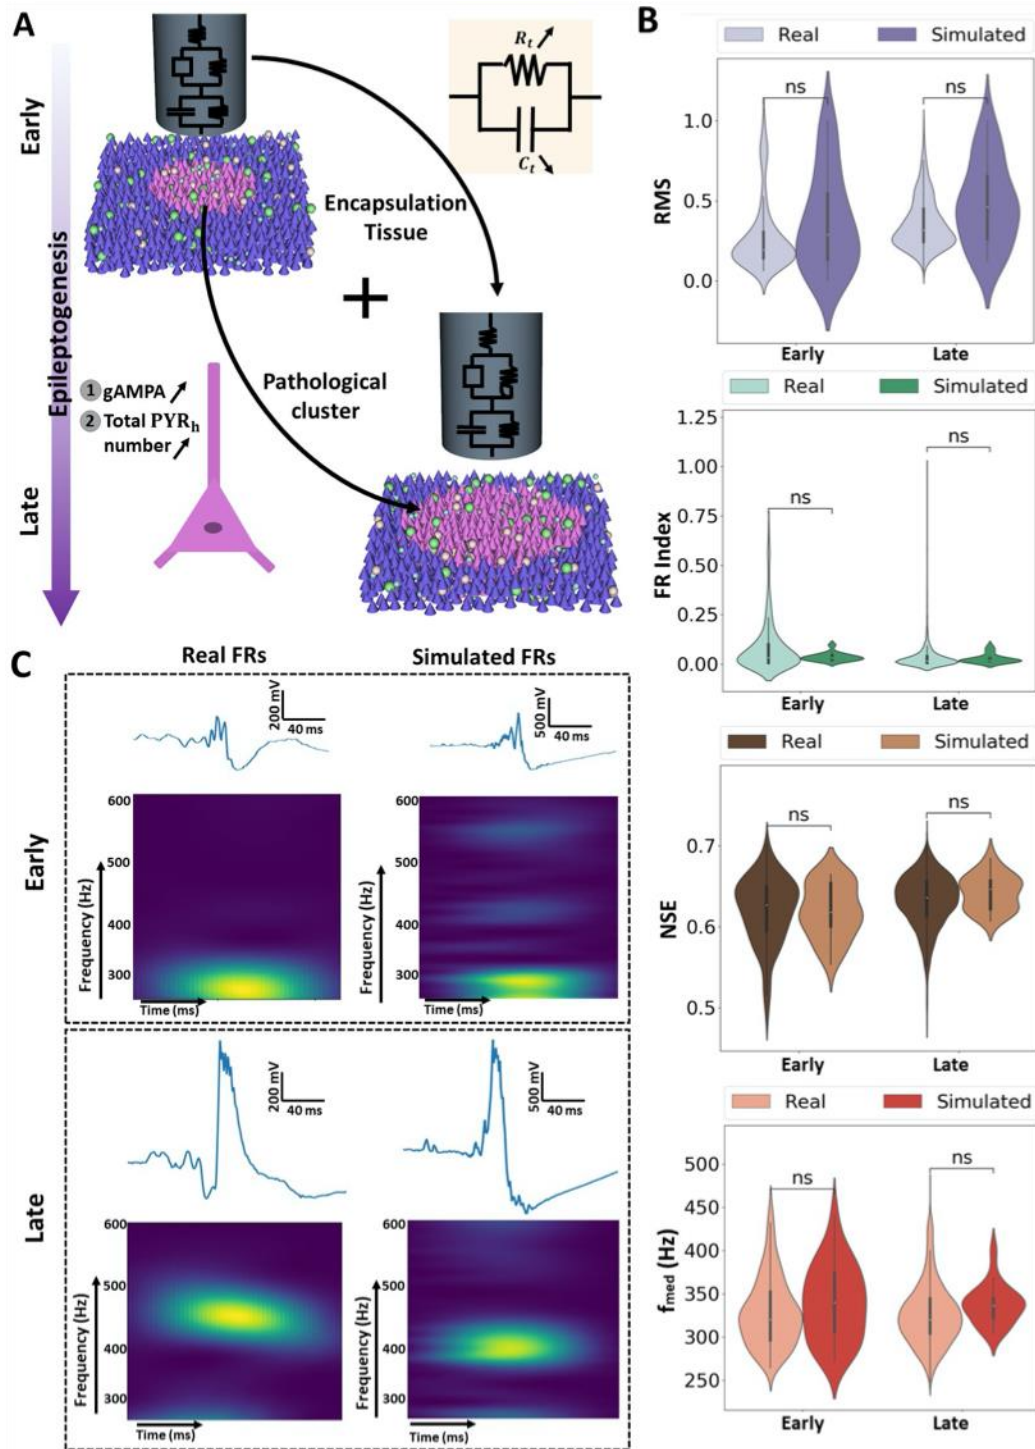 A
Early
Epileptogenesis
Late
R_t
C_t
Encapsulation
Tissue
+
Pathological
cluster
1 gAMPA
2 Total PYR_h
number
B
Real Simulated
ns ns
RMS
1.0
0.5
0.0
Early Late
Real Simulated
ns ns
FR Index
1.25
1.00
0.75
0.50
0.25
0.00
Early Late
Real Simulated
ns ns
NSE
0.7
0.6
0.5
Early Late
Real Simulated
ns ns
f_med (Hz)
500
450
400
350
300
250
Early Late
C
Real FRs Simulated FRs
Early
200 mV
40 ms
500 mV
40 ms
600
500
400
300
Frequency (Hz)
Time (ms)
600
500
400
300
Frequency (Hz)
Time (ms)
Late
200 mV
40 ms
500 mV
40 ms
600
500
400
300
Frequency (Hz)
600
500
400
300
Frequency (Hz)
Time (ms)
Time (ms)